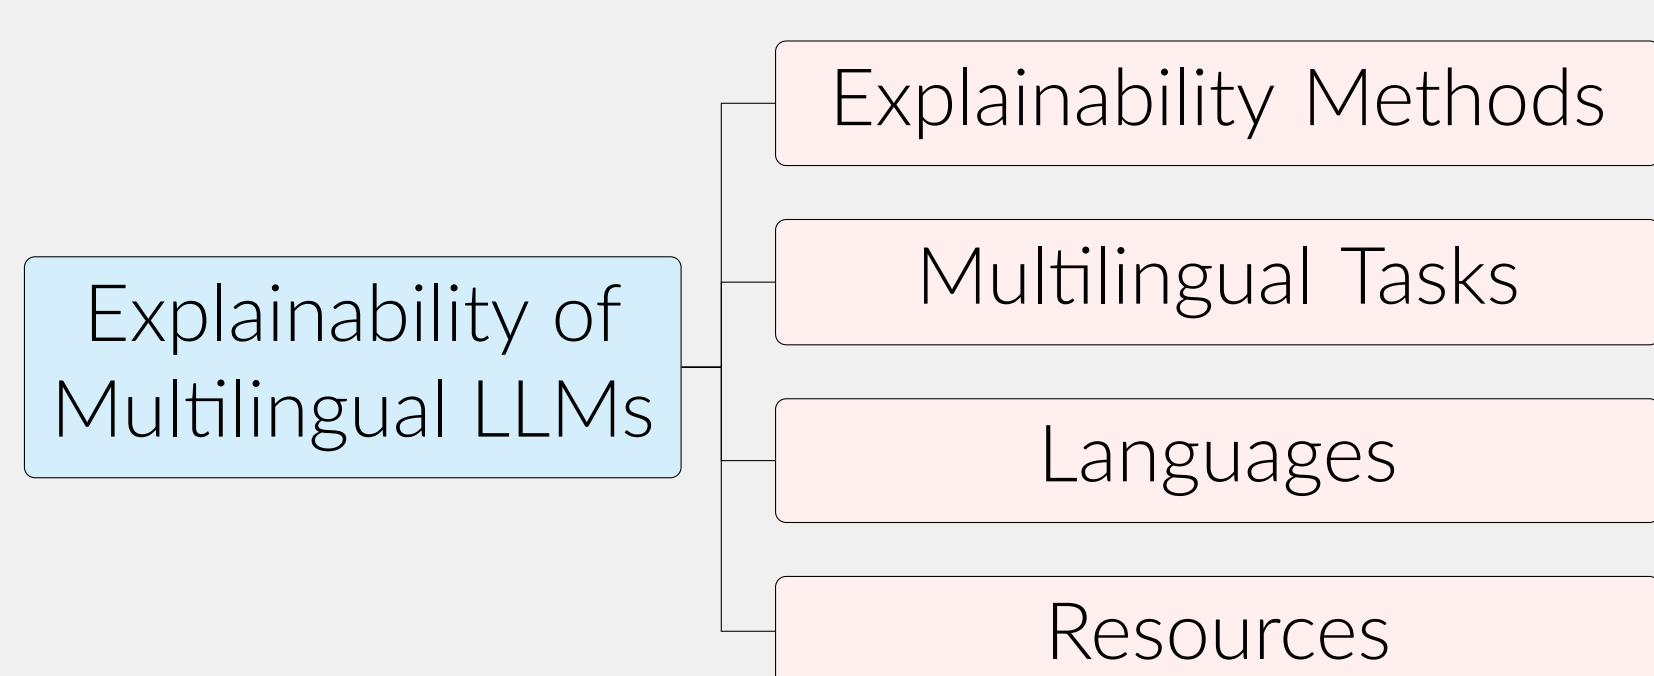 Explainability of
Multilingual LLMs
Explainability Methods
Multilingual Tasks
Languages
Resources